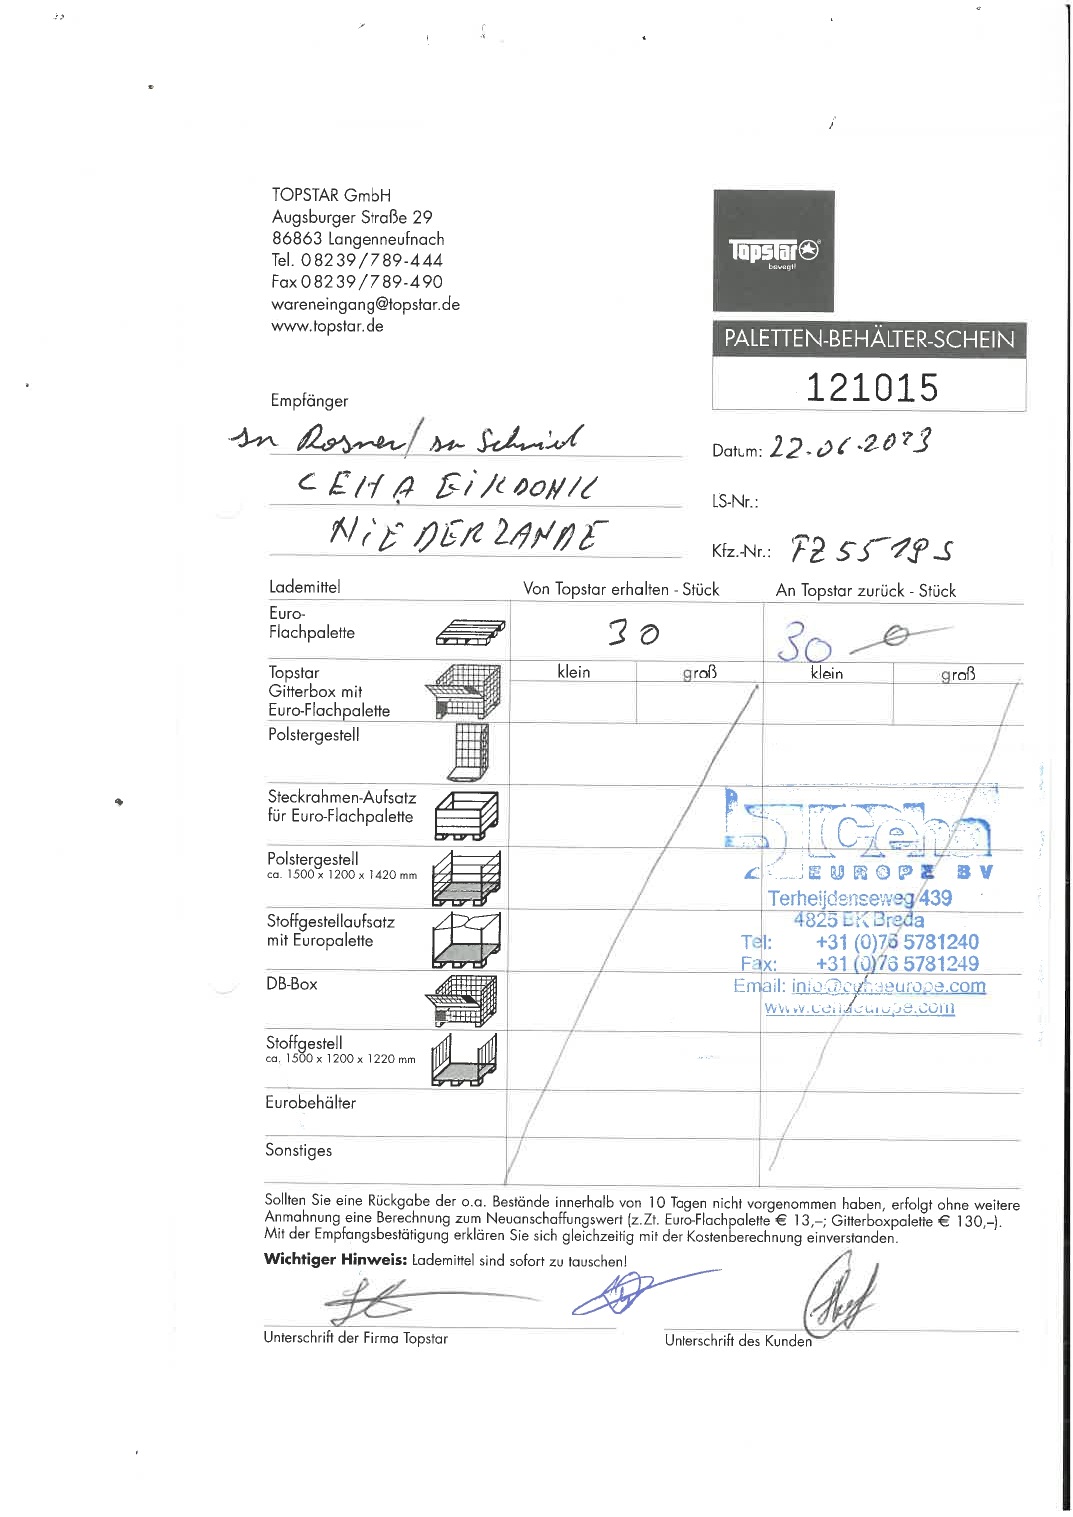 TOPSTAR GmbH
Augsburger Straße 29
86863 Langenneufnach
Tel. 08239/789-444
Fax 08239/789-490
wareneingang@topstar.de
www.topstar.de
Topstar
bewegt!
PALETTEN-BEHÄLTER-SCHEIN
121015
Empfänger
Rosner/ Schmid
CEHA
NIEDERLANDE
Datum: 22.06.2023
LS-Nr.:
Kfz.-Nr.: FZ 5519S
Lademittel Von Topstar erhalten - Stück An Topstar zurück - Stück
Euro-
Flachpalette 30 30 0
Topstar klein groß klein groß
Gitterbox mit
Euro-Flachpalette
Polstergestell
Steckrahmen-Aufsatz
für Euro-Flachpalette
Polstergestell
ca. 1500 x 1200 x 1420 mm
Stoffgestellaufsatz
mit Europalette
DB-Box
Stoffgestell
ca. 1500 x 1200 x 1220 mm
Eurobehälter
Sonstiges
Ceha
EUROPE BV
Terheijdenseweg 439
4825 BK Breda
Tel: +31 (0)76 5781240
Fax: +31 (0)76 5781249
Email: info@cehaeurope.com
www.cehaeurope.com
Sollten Sie eine Rückgabe der o.a. Bestände innerhalb von 10 Tagen nicht vorgenommen haben, erfolgt ohne weitere
Anmahnung eine Berechnung zum Neuanschaffungswert (z.Zt. Euro-Flachpalette € 13,–; Gitterboxpalette € 130,–).
Mit der Empfangsbestätigung erklären Sie sich gleichzeitig mit der Kostenberechnung einverstanden.
Wichtiger Hinweis: Lademittel sind sofort zu tauschen!
Unterschrift der Firma Topstar Unterschrift des Kunden